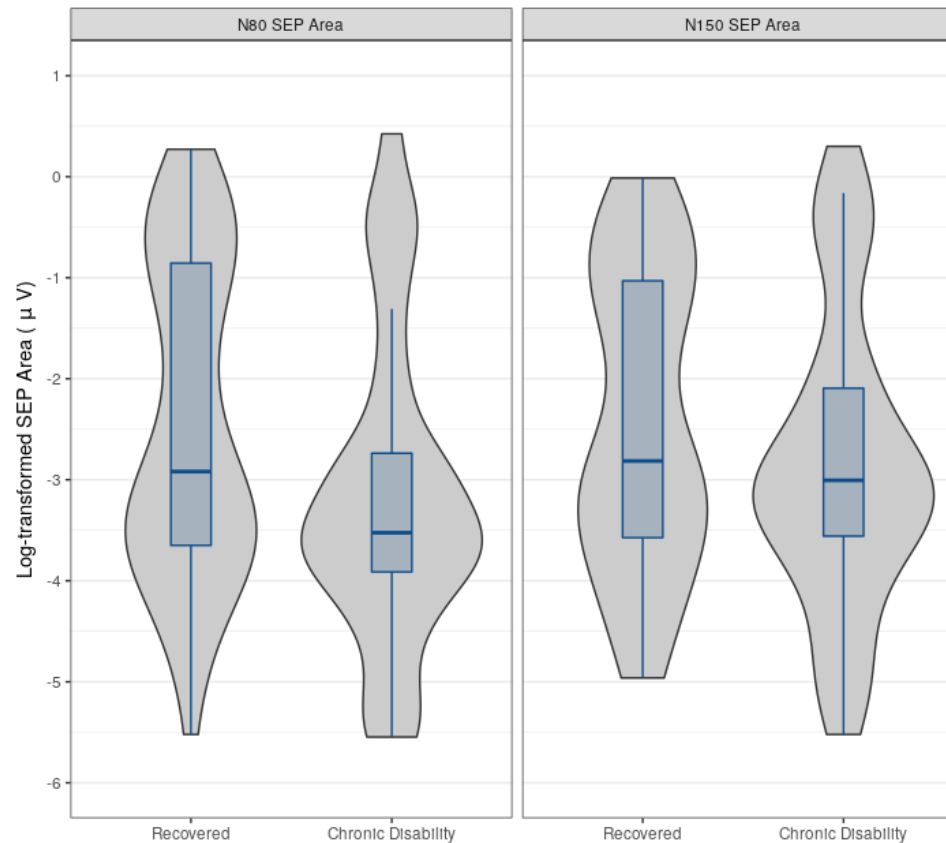 N80 SEP Area
N150 SEP Area
Log-transformed SEP Area ( μ V)
1
0
-1
-2
-3
-4
-5
-6
Recovered
Chronic Disability
Recovered
Chronic Disability